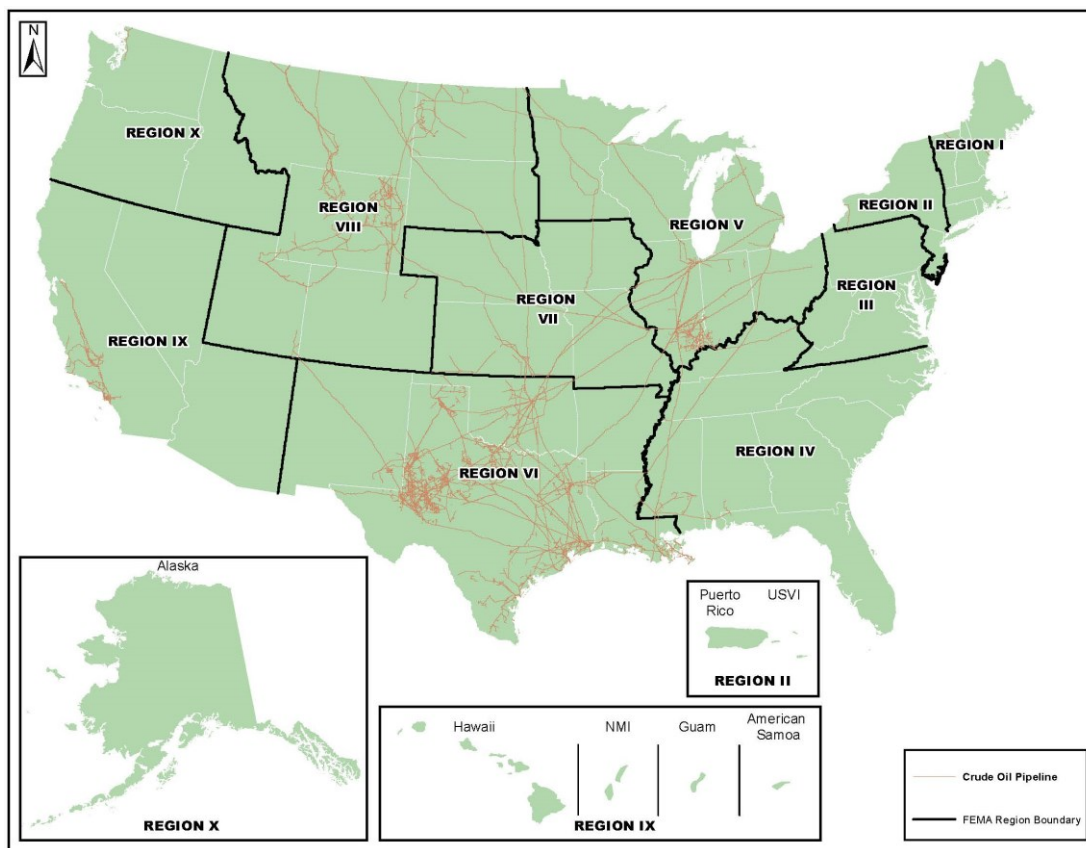 N
REGION X
REGION I
REGION
VIII
REGION II
REGION V
REGION
III
REGION
VII
REGION IX
REGION IV
REGION VI
Alaska
REGION X
Puerto
Rico
USVI
REGION II
Hawaii
NMI
Guam
American
Samoa
REGION IX
Crude Oil Pipeline
FEMA Region Boundary